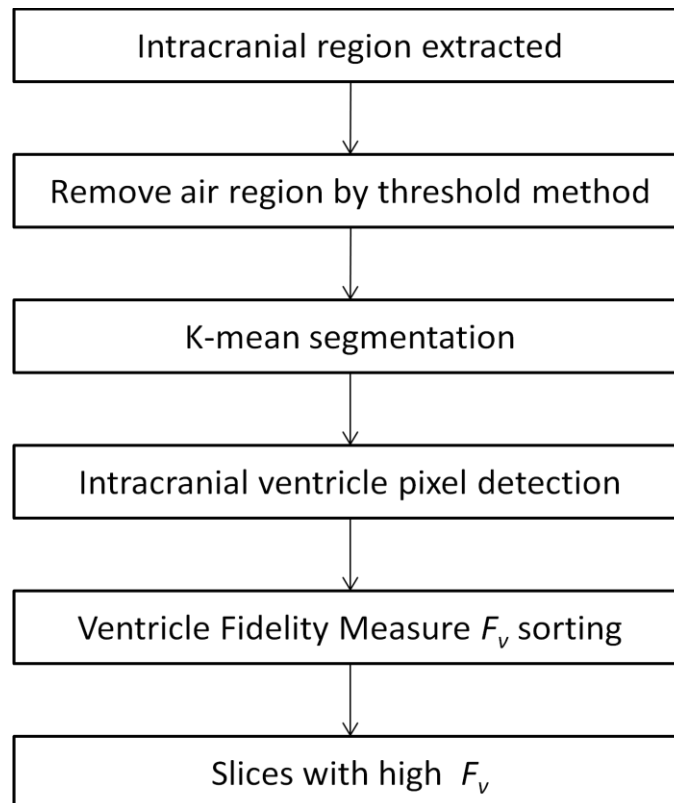 Intracranial region extracted
Remove air region by threshold method
K-mean segmentation
Intracranial ventricle pixel detection
Ventricle Fidelity Measure Fv sorting
Slices with high Fv